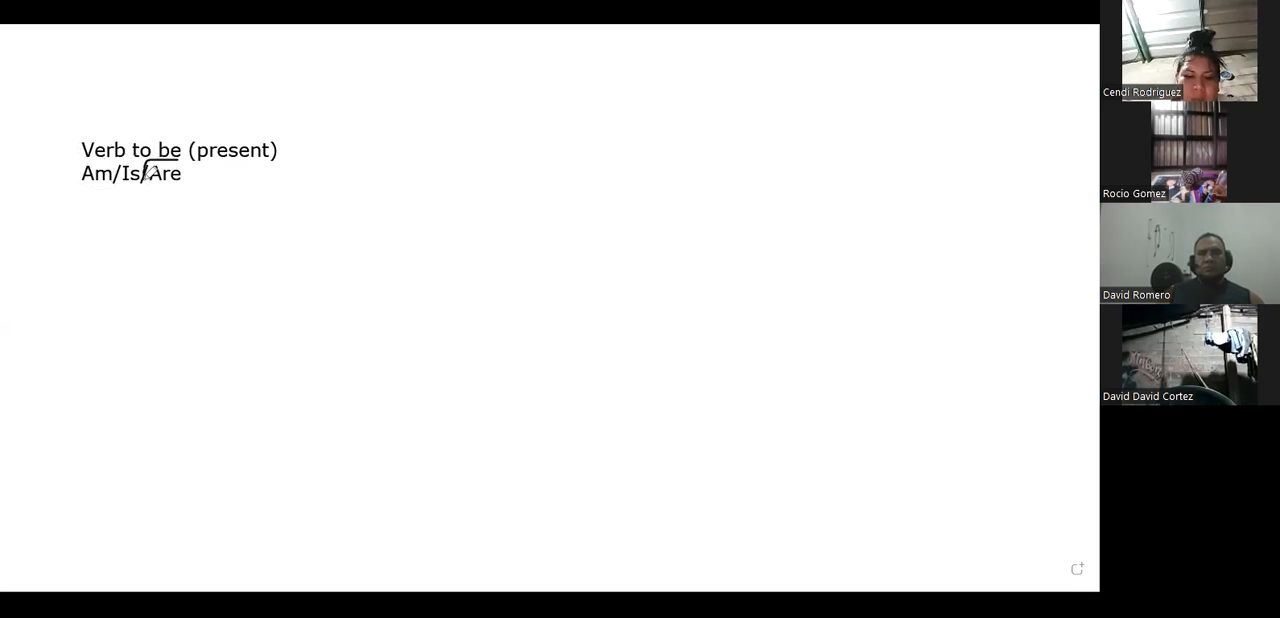 Verb to be (present)
Am/Is/Are
Cendi Rodriguez
Rocio Gomez
David Romero
David David Cortez